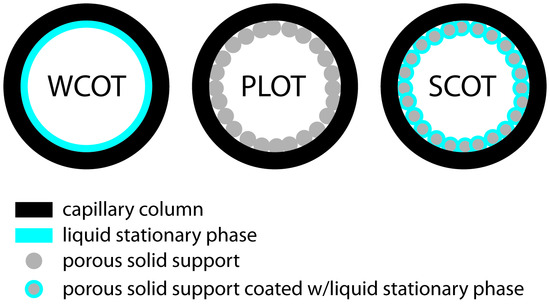 WCOT PLOT SCOT
capillary column
liquid stationary phase
porous solid support
porous solid support coated w/liquid stationary phase